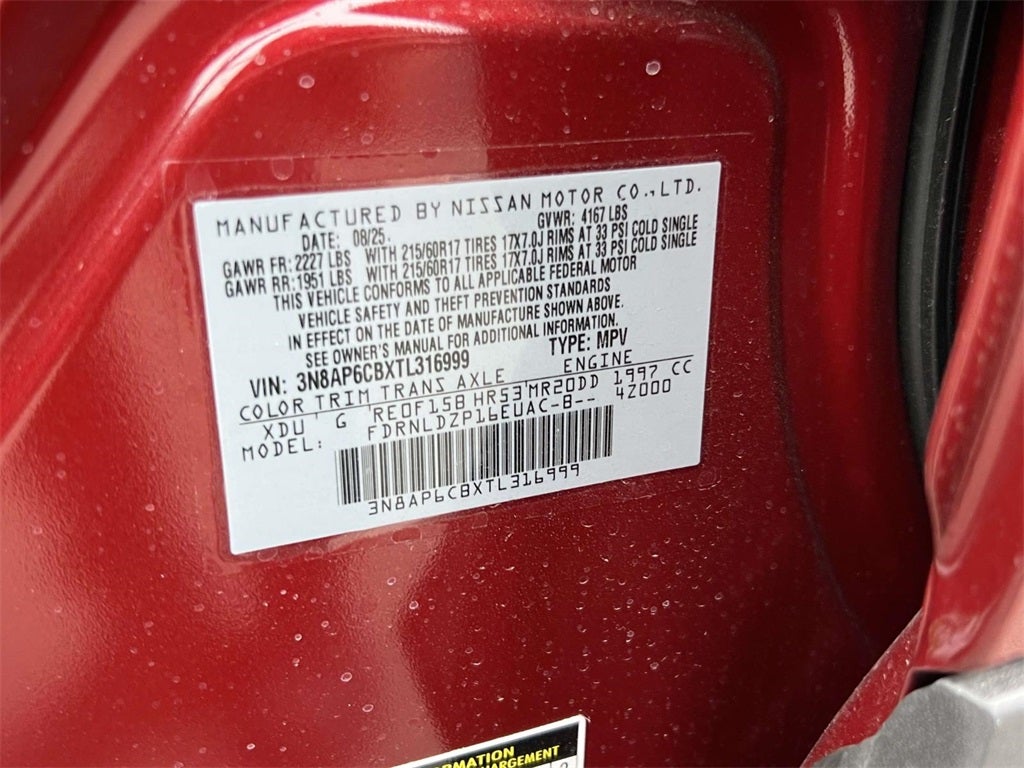 MANUFACTURED BY NISSAN MOTOR CO.,LTD.
DATE: 08/25. GVWR: 4167 LBS
GAWR FR: 2227 LBS WITH 215/60R17 TIRES 17X7.0J RIMS AT 33 PSI COLD SINGLE
GAWR RR: 1951 LBS WITH 215/60R17 TIRES 17X7.0J RIMS AT 33 PSI COLD SINGLE
THIS VEHICLE CONFORMS TO ALL APPLICABLE FEDERAL MOTOR
VEHICLE SAFETY AND THEFT PREVENTION STANDARDS
IN EFFECT ON THE DATE OF MANUFACTURE SHOWN ABOVE.
SEE OWNER'S MANUAL FOR ADDITIONAL INFORMATION.
VIN: 3N8AP6CBXTL316999 TYPE: MPV
COLOR TRIM TRANS AXLE ENGINE
XDU G RE0F15B HR53 MR20DD 1997 CC
MODEL: FDRNLDZP16EUAC-B-- 4Z000
3N8AP6CBXTL316999